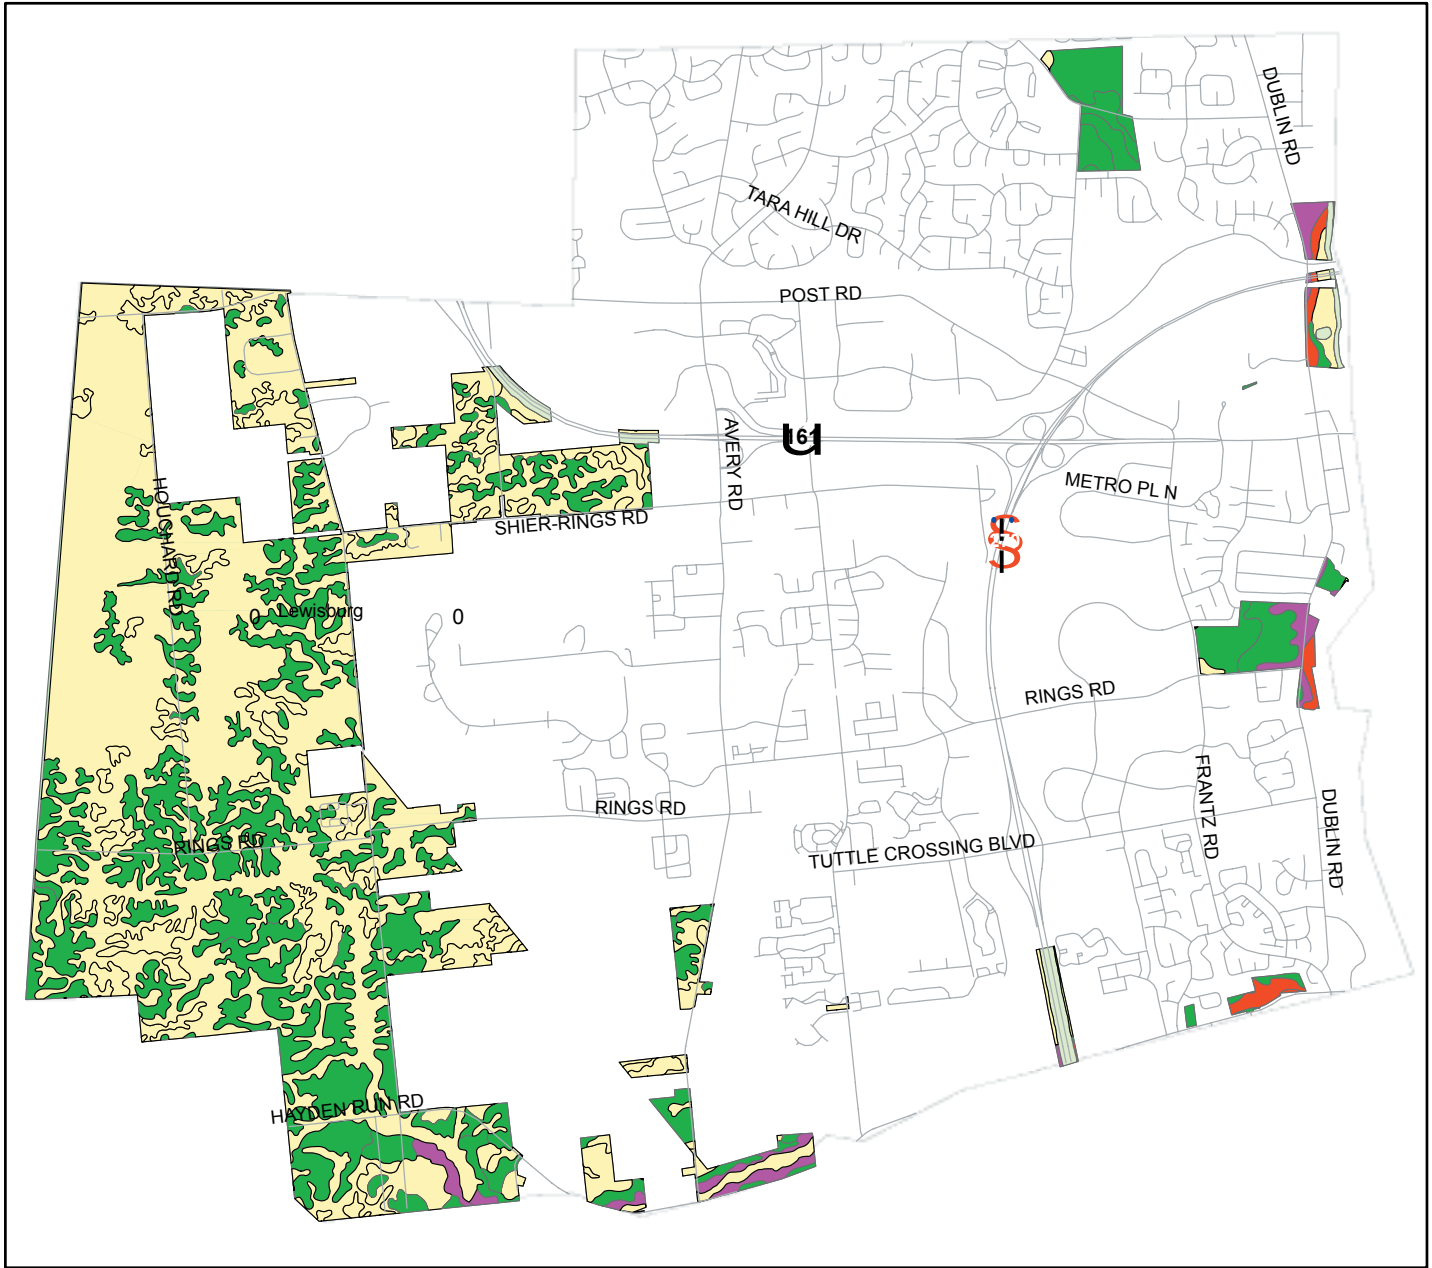 DUBLIN RD
TARA HILL DR
POST RD
AVERY RD
161
METRO PL N
HOUSHARD RD
SHIER-RINGS RD
0
Lewisburg
0
RINGS RD
FRANTZ RD
DUBLIN RD
RINGS RD
RINGS RD
TUTTLE CROSSING BLVD
HAYDEN RUN RD